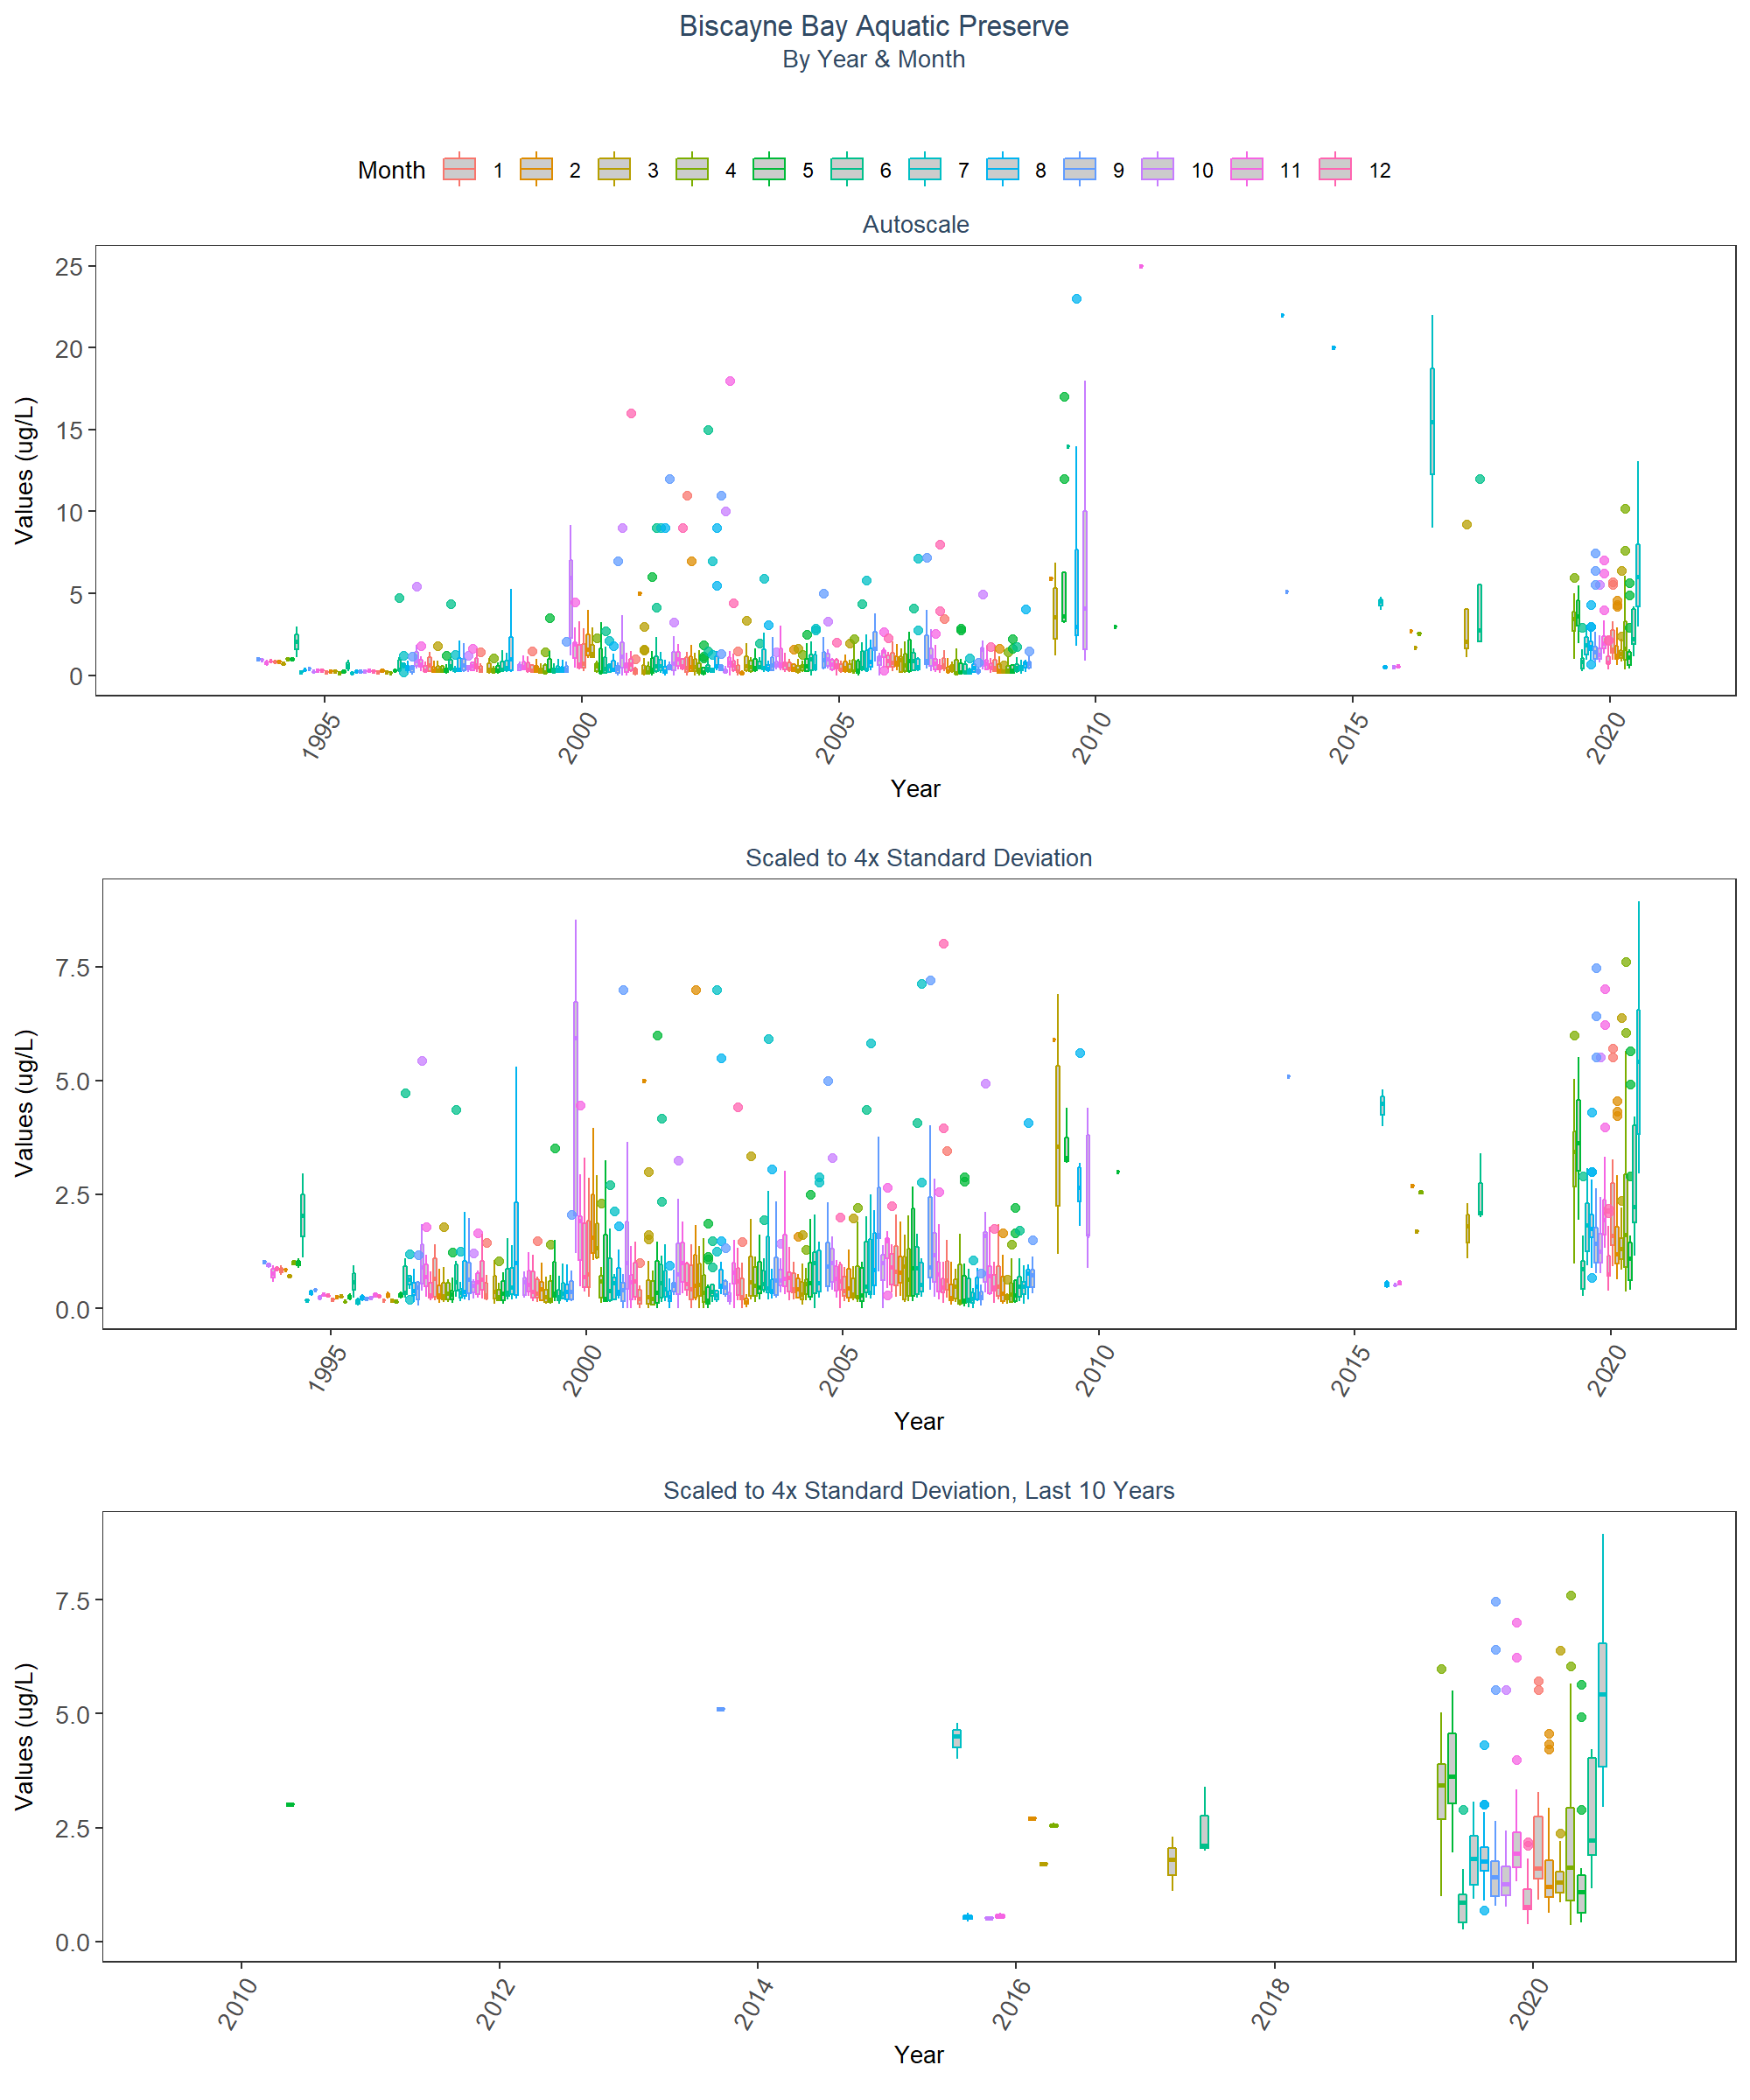 Biscayne Bay Aquatic Preserve
By Year & Month
Month 1 2 3 4 5 6 7 8 9 10 11 12
Autoscale
Values (ug/L)
25
20
15
10
5
0
1995 2000 2005 2010 2015 2020
Year
Scaled to 4x Standard Deviation
Values (ug/L)
7.5
5.0
2.5
0.0
1995 2000 2005 2010 2015 2020
Year
Scaled to 4x Standard Deviation, Last 10 Years
Values (ug/L)
7.5
5.0
2.5
0.0
2010 2012 2014 2016 2018 2020
Year